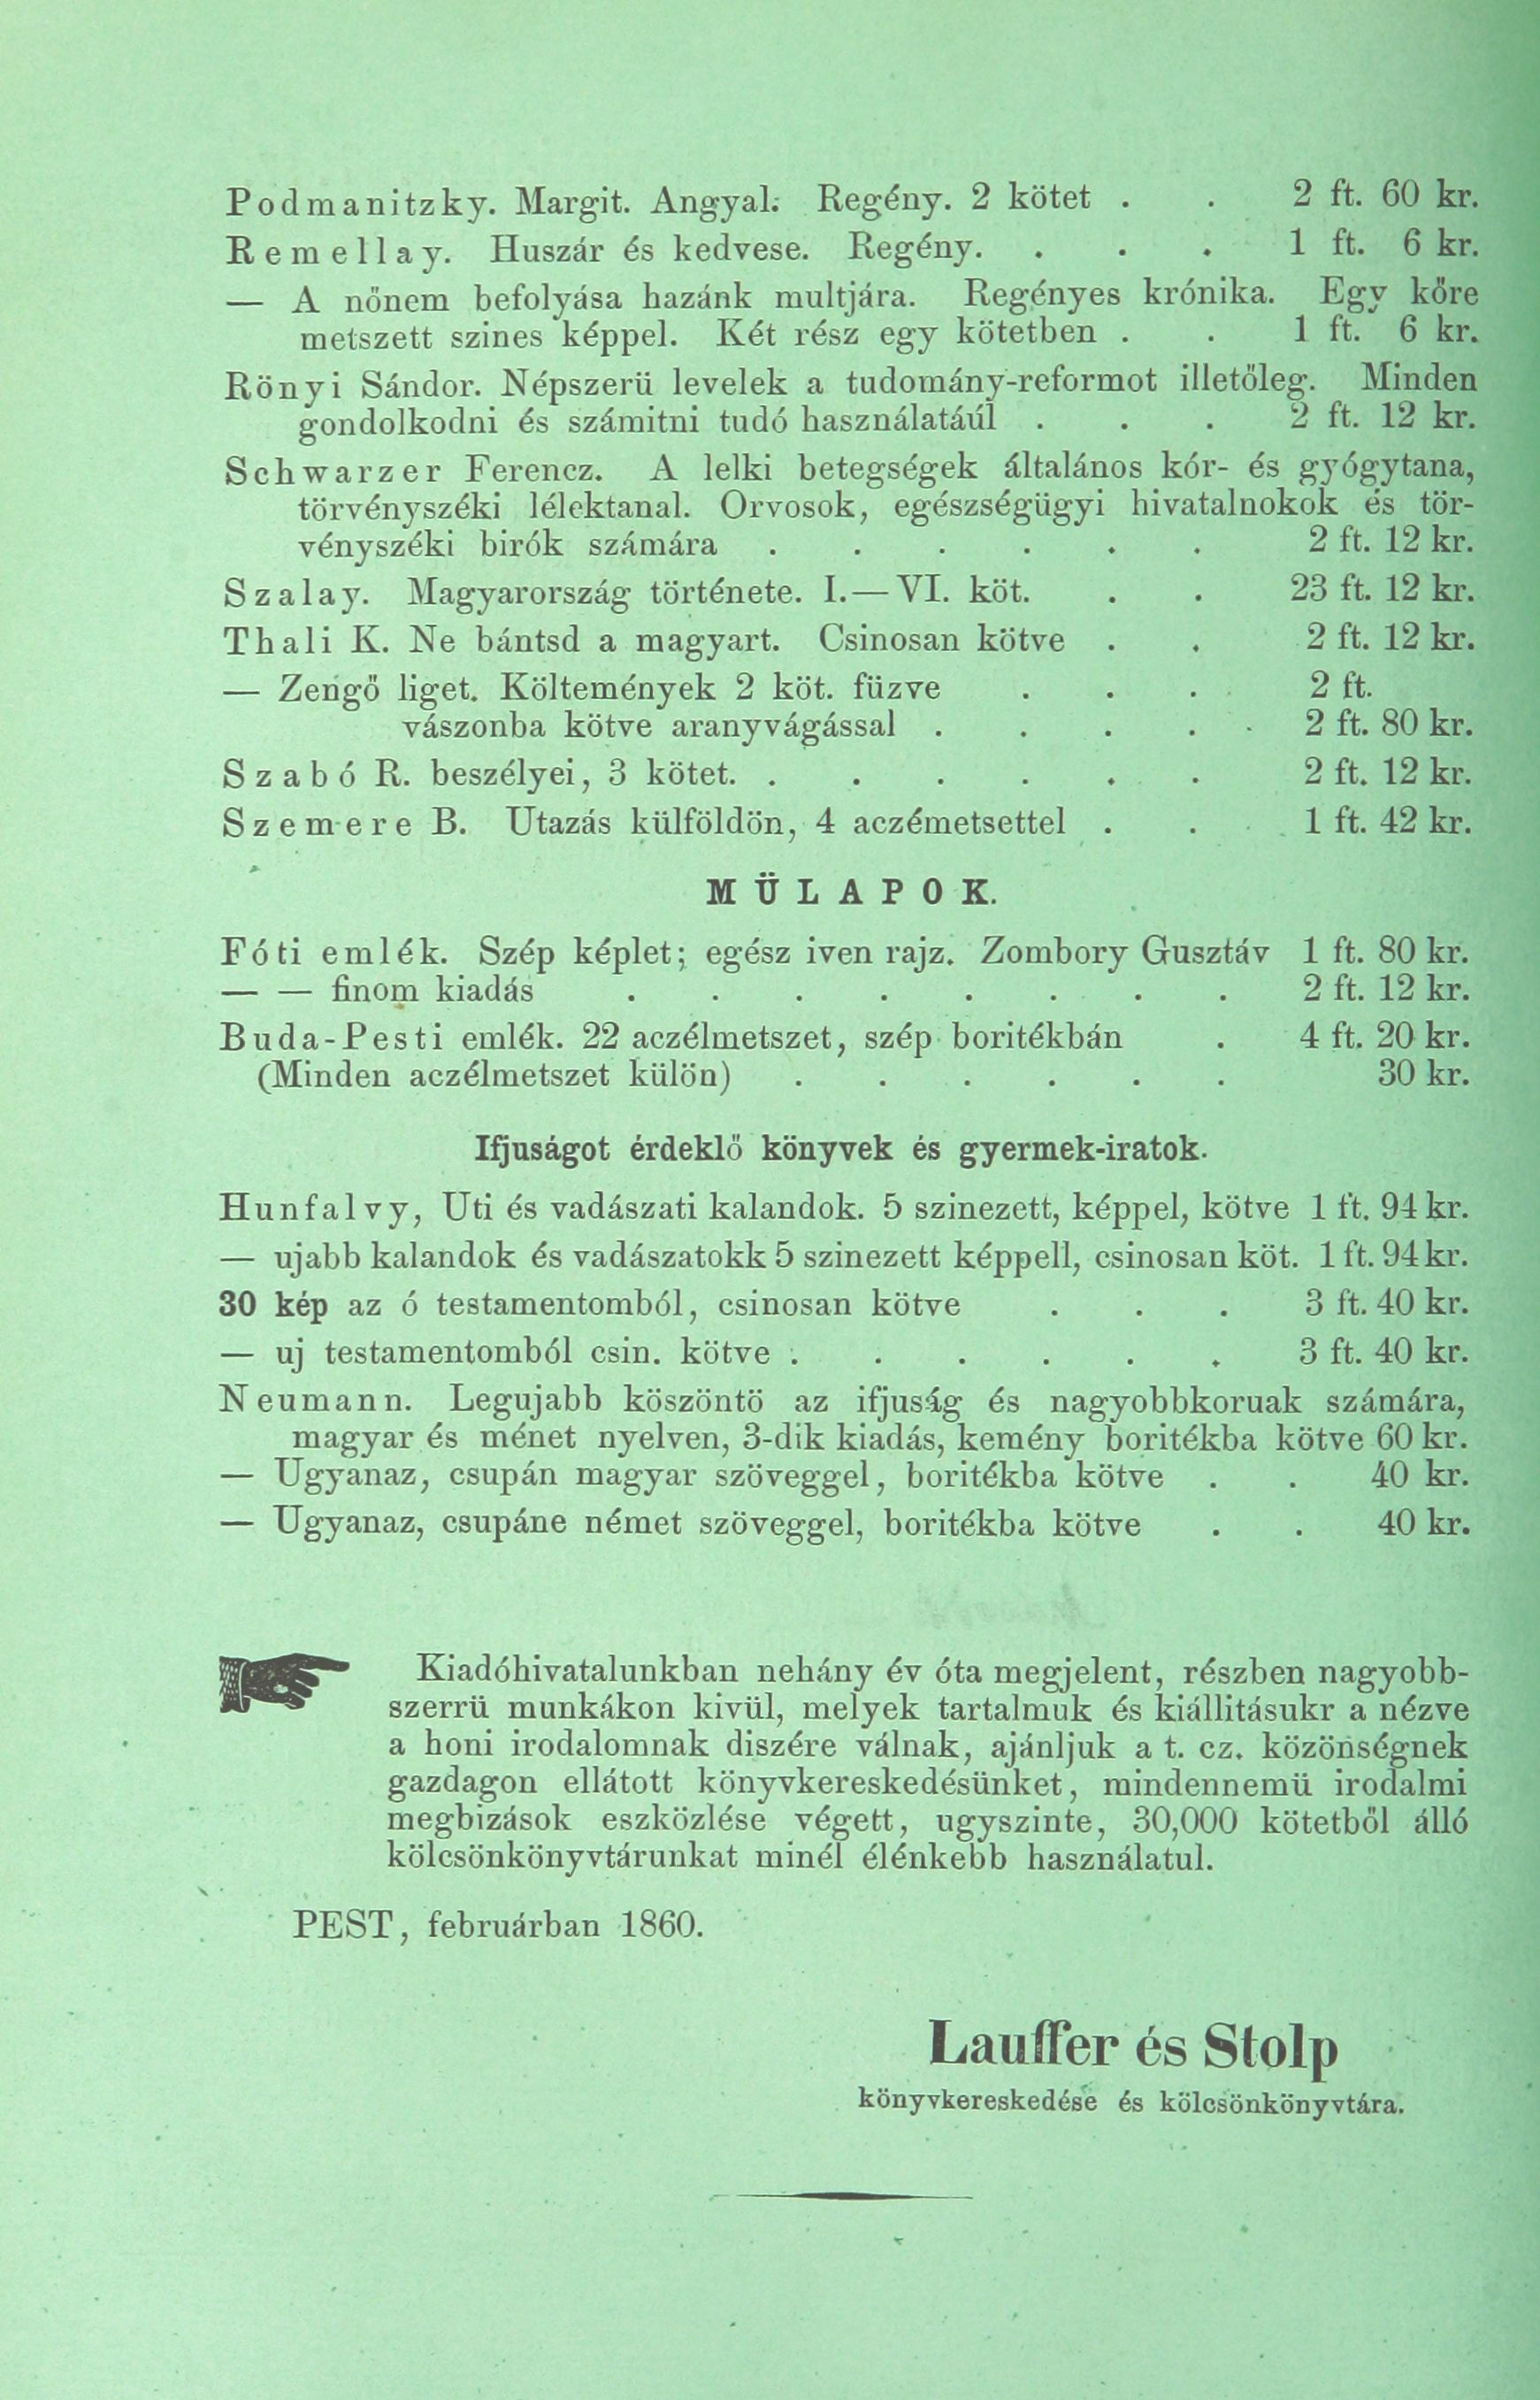 Podmanitzky. Margit. Angyal. Regény. 2 kötet . . 2 ft. 60 kr.
Remellay. Huszár és kedvese. Regény. . . . 1 ft. 6 kr.
— A nőnem befolyása hazánk multjára. Regényes krónika. Egy kőre
metszett szines képpel. Két rész egy kötetben . . 1 ft. 6 kr.
Rönyi Sándor. Népszerü levelek a tudomány-reformot illetőleg. Minden
gondolkodni és számitni tudó használatáúl . . . 2 ft. 12 kr.
Schwarzer Ferencz. A lelki betegségek általános kór- és gyógytana,
törvényszéki lélektanal. Orvosok, egészségügyi hivatalnokok és tör-
vényszéki birók számára . . . . . . 2 ft. 12 kr.
Szalay. Magyarország története. I.—VI. köt. . . 23 ft. 12 kr.
Thali K. Ne bántsd a magyart. Csinosan kötve . . 2 ft. 12 kr.
— Zengő liget. Költemények 2 köt. füzve . . . 2 ft.
vászonba kötve aranyvágással . . . . . 2 ft. 80 kr.
Szabó R. beszélyei, 3 kötet. . . . . . . 2 ft. 12 kr.
Szemere B. Utazás külföldön, 4 aczémetsettel . . . 1 ft. 42 kr.
MÜLAPOK.
Fóti emlék. Szép képlet; egész iven rajz. Zombory Gusztáv 1 ft. 80 kr.
— — finom kiadás . . . . . . . . 2 ft. 12 kr.
Buda-Pesti emlék. 22 aczélmetszet, szép boritékbán . 4 ft. 20 kr.
(Minden aczélmetszet külön) . . . . . . 30 kr.
Ifjuságot érdeklő könyvek és gyermek-iratok.
Hunfalvy, Uti és vadászati kalandok. 5 szinezett, képpel, kötve 1 ft. 94 kr.
— ujabb kalandok és vadászatokk 5 szinezett képpell, csinosan köt. 1 ft. 94 kr.
30 kép az ó testamentomból, csinosan kötve . . . 3 ft. 40 kr.
— uj testamentomból csin. kötve . . . . . . 3 ft. 40 kr.
Neumann. Legujabb köszöntö az ifjuság és nagyobbkoruak számára,
magyar és ménet nyelven, 3-dik kiadás, kemény boritékba kötve 60 kr.
— Ugyanaz, csupán magyar szöveggel, boritékba kötve . . 40 kr.
— Ugyanaz, csupáne német szöveggel, boritékba kötve . . 40 kr.
Kiadóhivatalunkban nehány év óta megjelent, részben nagyobb-
szerrü munkákon kivül, melyek tartalmuk és kiállitásukr a nézve
a honi irodalomnak diszére válnak, ajánljuk a t. cz. közönségnek
gazdagon ellátott könyvkereskedésünket, mindennemü irodalmi
megbizások eszközlése végett, ugyszinte, 30,000 kötetből álló
kölcsönkönyvtárunkat minél élénkebb használatul.
PEST, februárban 1860.
Lauffer és Stolp
könyvkereskedése és kölcsönkönyvtára.